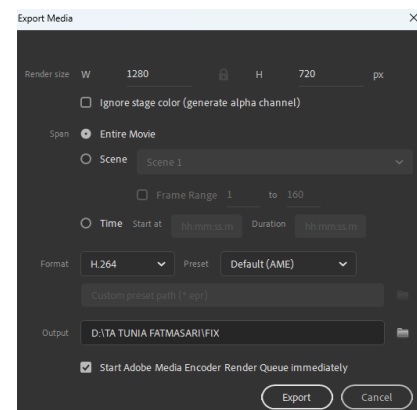 Export Media
Render size W 1280 H 720 px
Ignore stage color (generate alpha channel)
Span Entire Movie
Scene Scene 1
Frame Range 1 to 160
Time Start at hh:mm:ss.m Duration hh:mm:ss.m
Format H.264 Preset Default (AME)
Custom preset path (*.epr)
Output D:\TA TUNIA FATMASARI\FIX
Start Adobe Media Encoder Render Queue immediately
Export Cancel